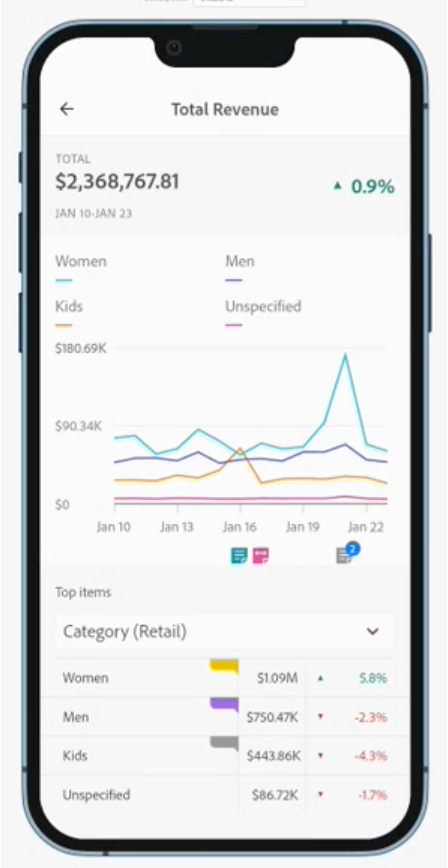 Total Revenue
TOTAL
$2,368,767.81
▲ 0.9%
JAN 10-JAN 23
Women
Men
Kids
Unspecified
$180.69K
$90.34K
$0
Jan 10 Jan 13 Jan 16 Jan 19 Jan 22
2
Top items
Category (Retail)
Women $1.09M ▲ 5.8%
Men $750.47K ▼ -2.3%
Kids $443.86K ▼ -4.3%
Unspecified $86.72K ▼ -1.7%